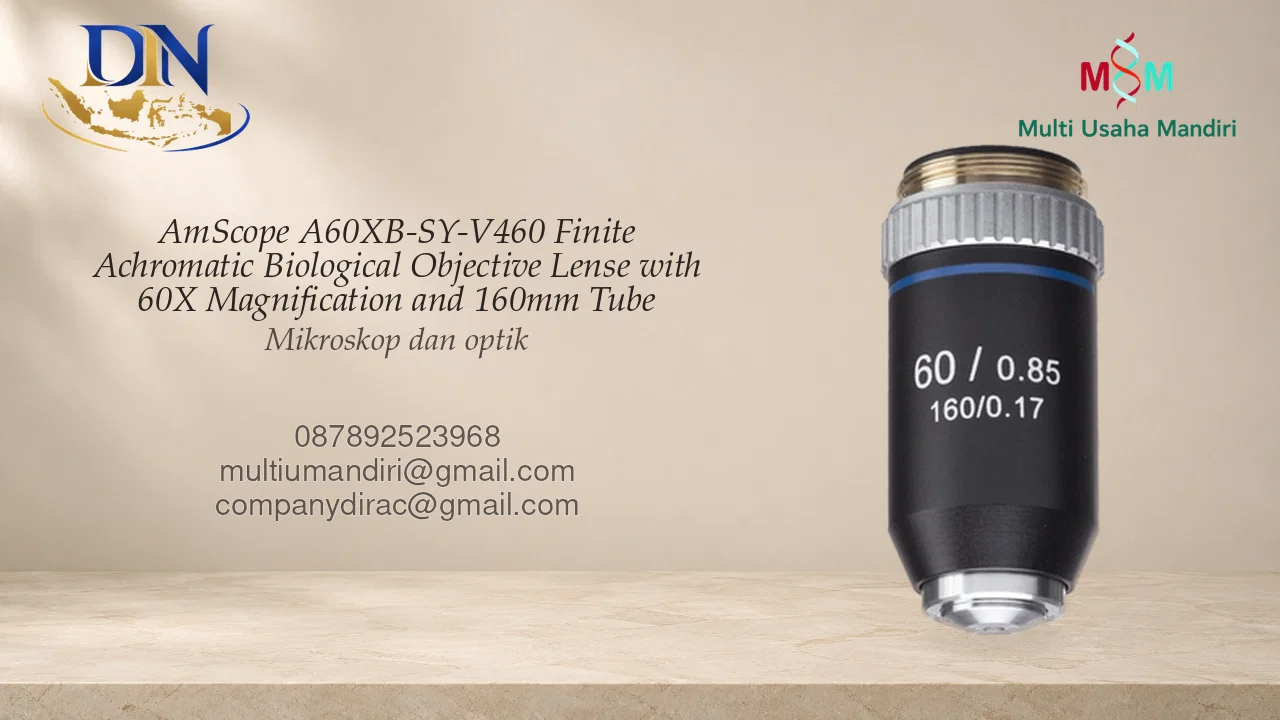 DN
MSM
Multi Usaha Mandiri
AmScope A60XB-SY-V460 Finite
Achromatic Biological Objective Lense with
60X Magnification and 160mm Tube
Mikroskop dan optik
087892523968
multiumandiri@gmail.com
companydirac@gmail.com
60 / 0.85
160/0.17